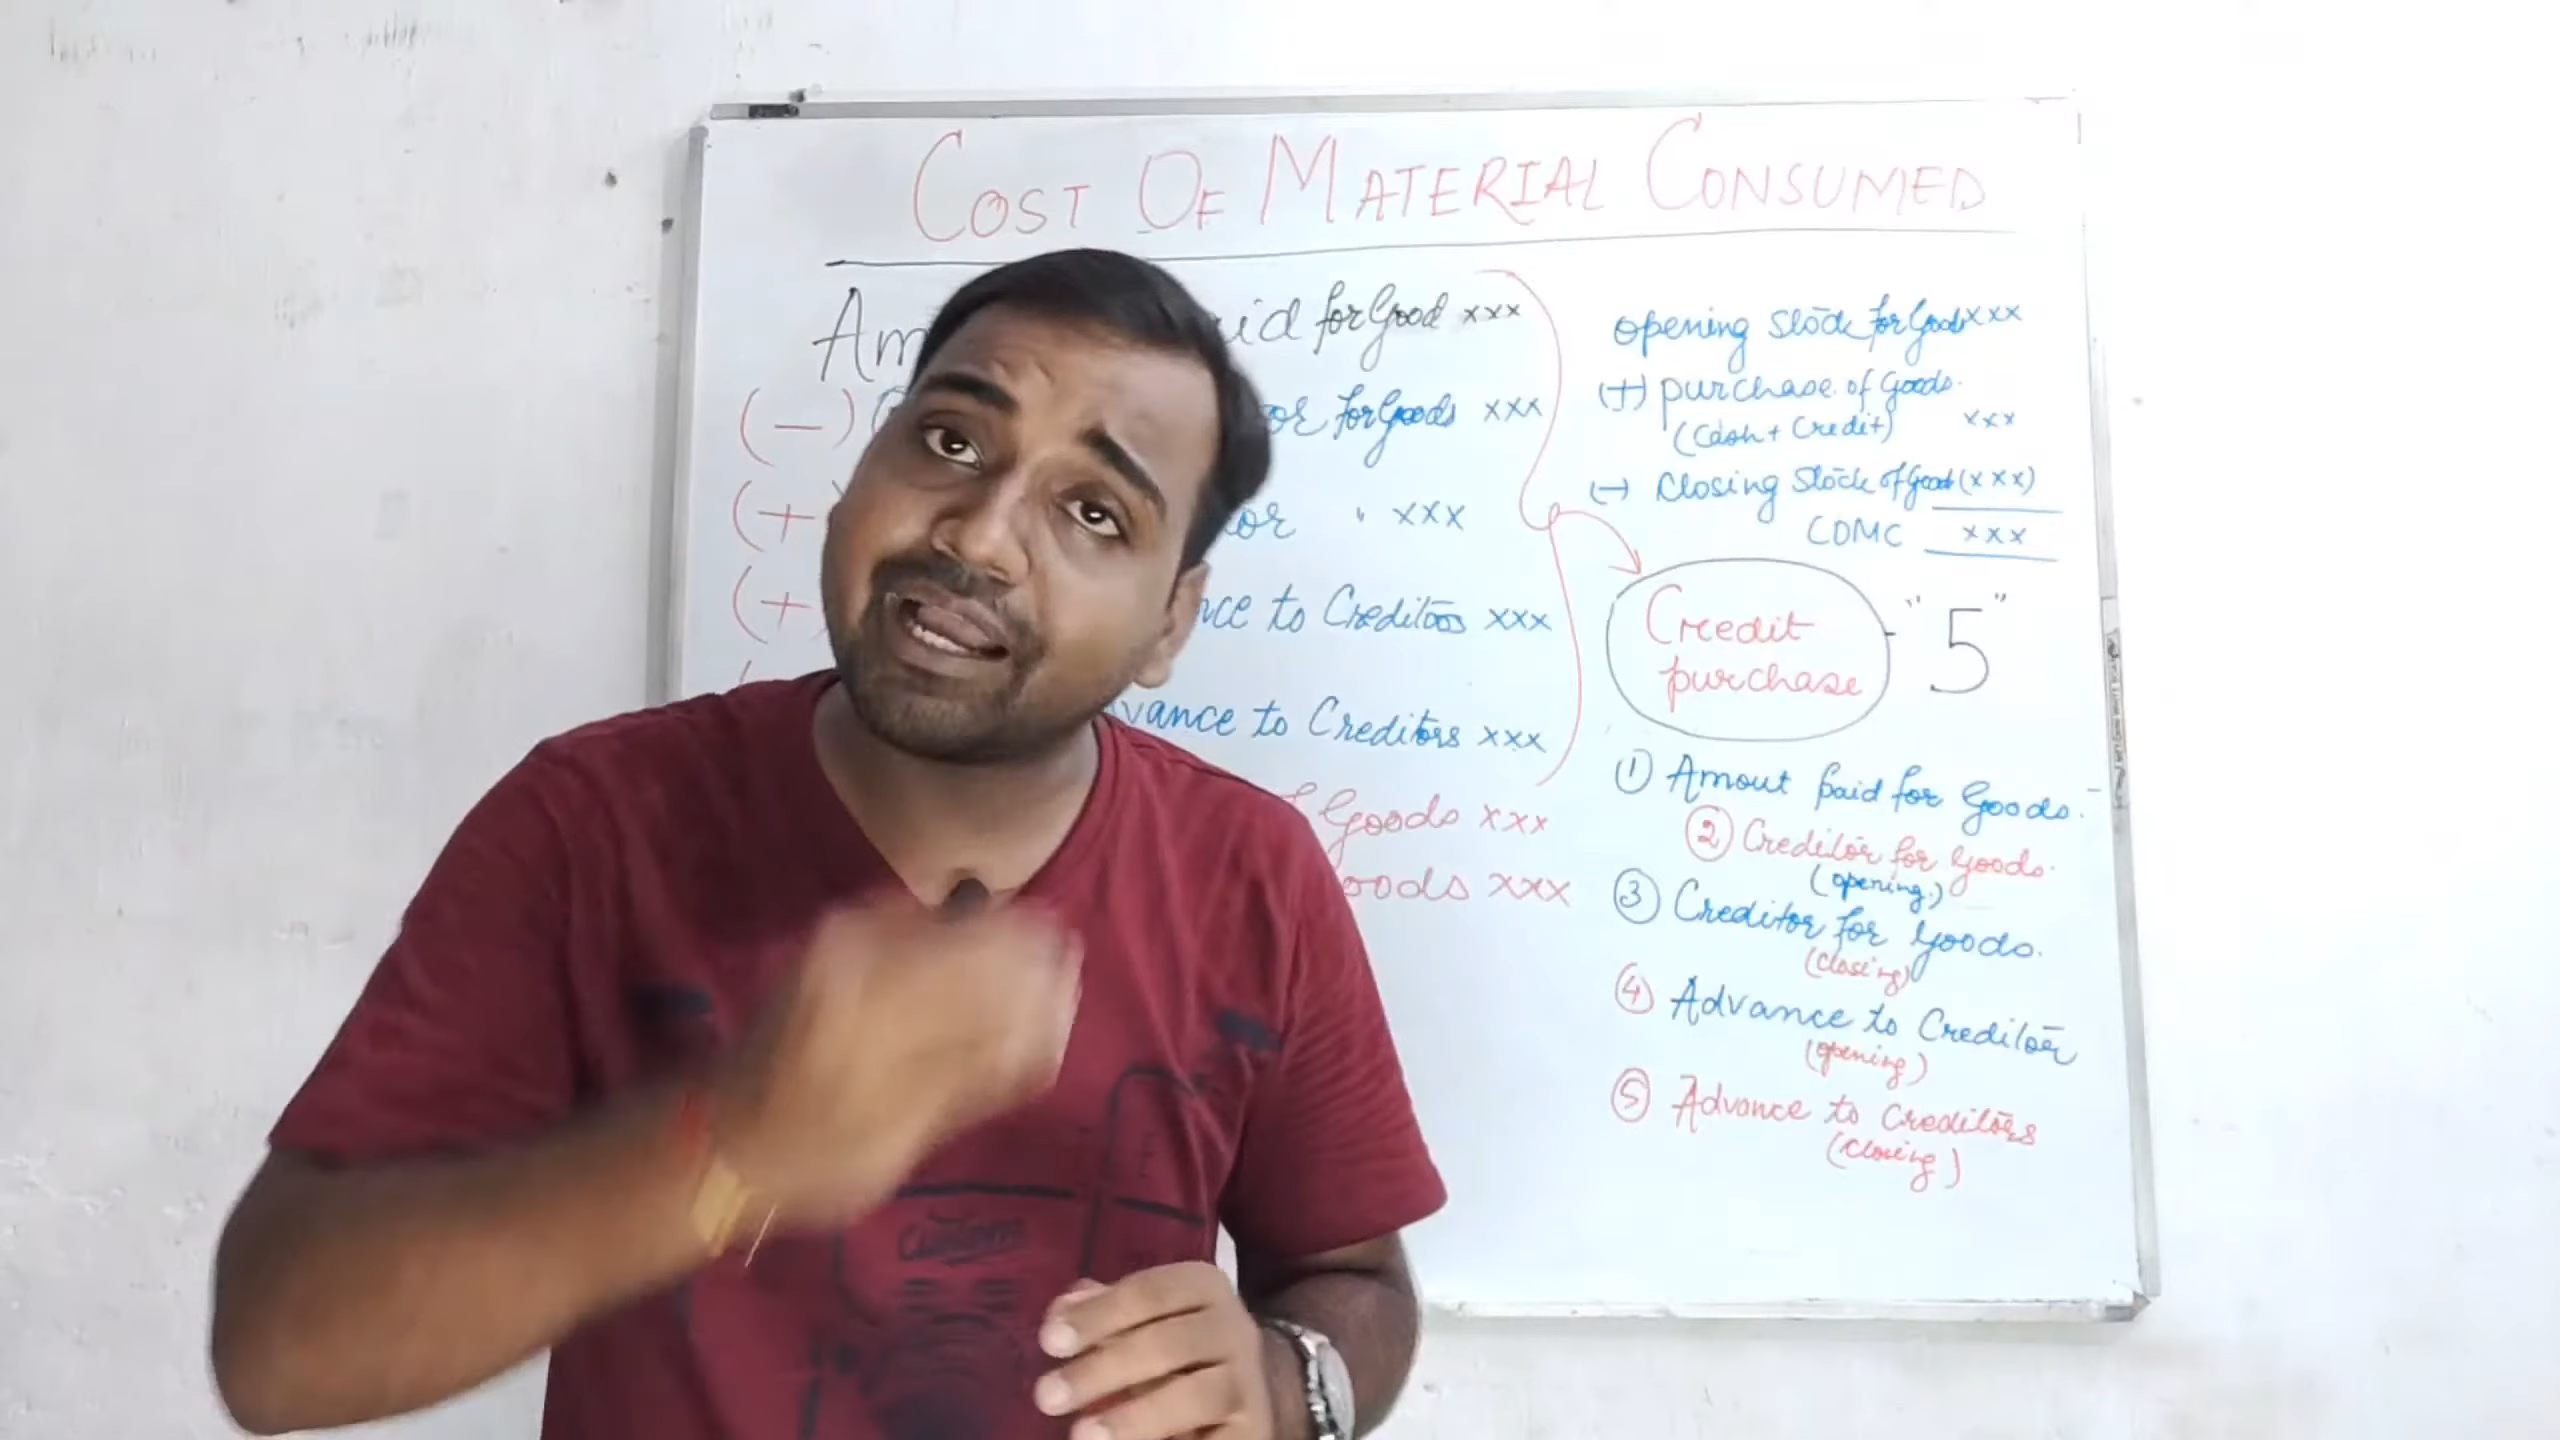 COST OF MATERIAL CONSUMED
Am id for Good xxx
(-) or for Goods xxx
(+) or " xxx
(+) nce to Creditors xxx
vance to Creditors xxx
f Goods xxx
oods xxx
opening Stock for Goods xxx
(+) purchase of Goods.
(Cash + Credit) xxx
(-) Closing Stock of Good (xxx)
COMC xxx
Creedit
purchase
- "5"
① Amout paid for Goods.
② Creditor for Goods.
(opening)
③ Creditor for Goods.
(closing)
④ Advance to Creditor
(opening)
⑤ Advance to Creditors
(Closing)